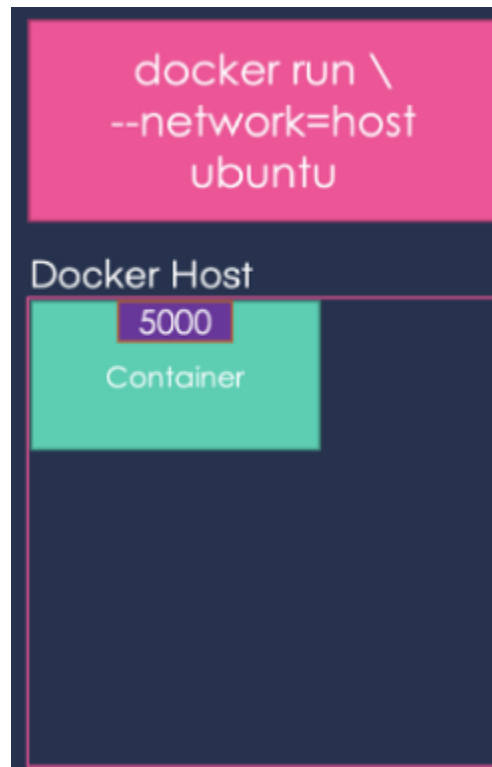 docker run \
--network=host
ubuntu
Docker Host
5000
Container